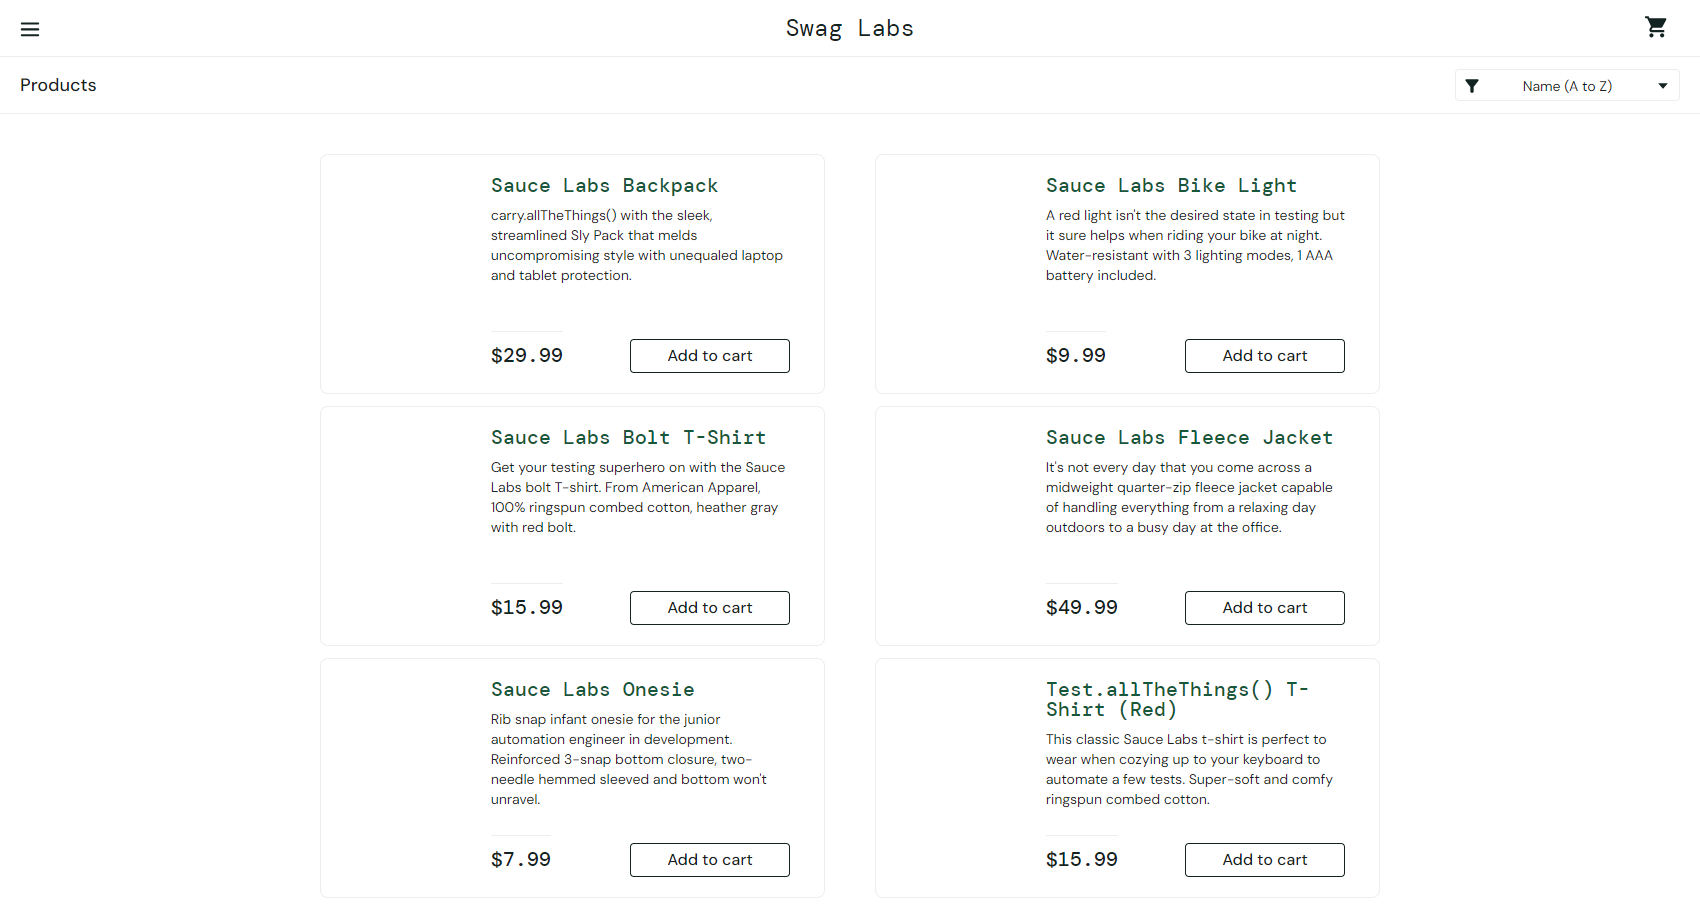 Swag Labs
Products
Name (A to Z)
Sauce Labs Backpack
carry.allTheThings() with the sleek,
streamlined Sly Pack that melds
uncompromising style with unequaled laptop
and tablet protection.
$29.99
Add to cart
Sauce Labs Bike Light
A red light isn't the desired state in testing but
it sure helps when riding your bike at night.
Water-resistant with 3 lighting modes, 1 AAA
battery included.
$9.99
Add to cart
Sauce Labs Bolt T-Shirt
Get your testing superhero on with the Sauce
Labs bolt T-shirt. From American Apparel,
100% ringspun combed cotton, heather gray
with red bolt.
$15.99
Add to cart
Sauce Labs Fleece Jacket
It's not every day that you come across a
midweight quarter-zip fleece jacket capable
of handling everything from a relaxing day
outdoors to a busy day at the office.
$49.99
Add to cart
Sauce Labs Onesie
Rib snap infant onesie for the junior
automation engineer in development.
Reinforced 3-snap bottom closure, two-
needle hemmed sleeved and bottom won't
unravel.
$7.99
Add to cart
Test.allTheThings() T-
Shirt (Red)
This classic Sauce Labs t-shirt is perfect to
wear when cozying up to your keyboard to
automate a few tests. Super-soft and comfy
ringspun combed cotton.
$15.99
Add to cart